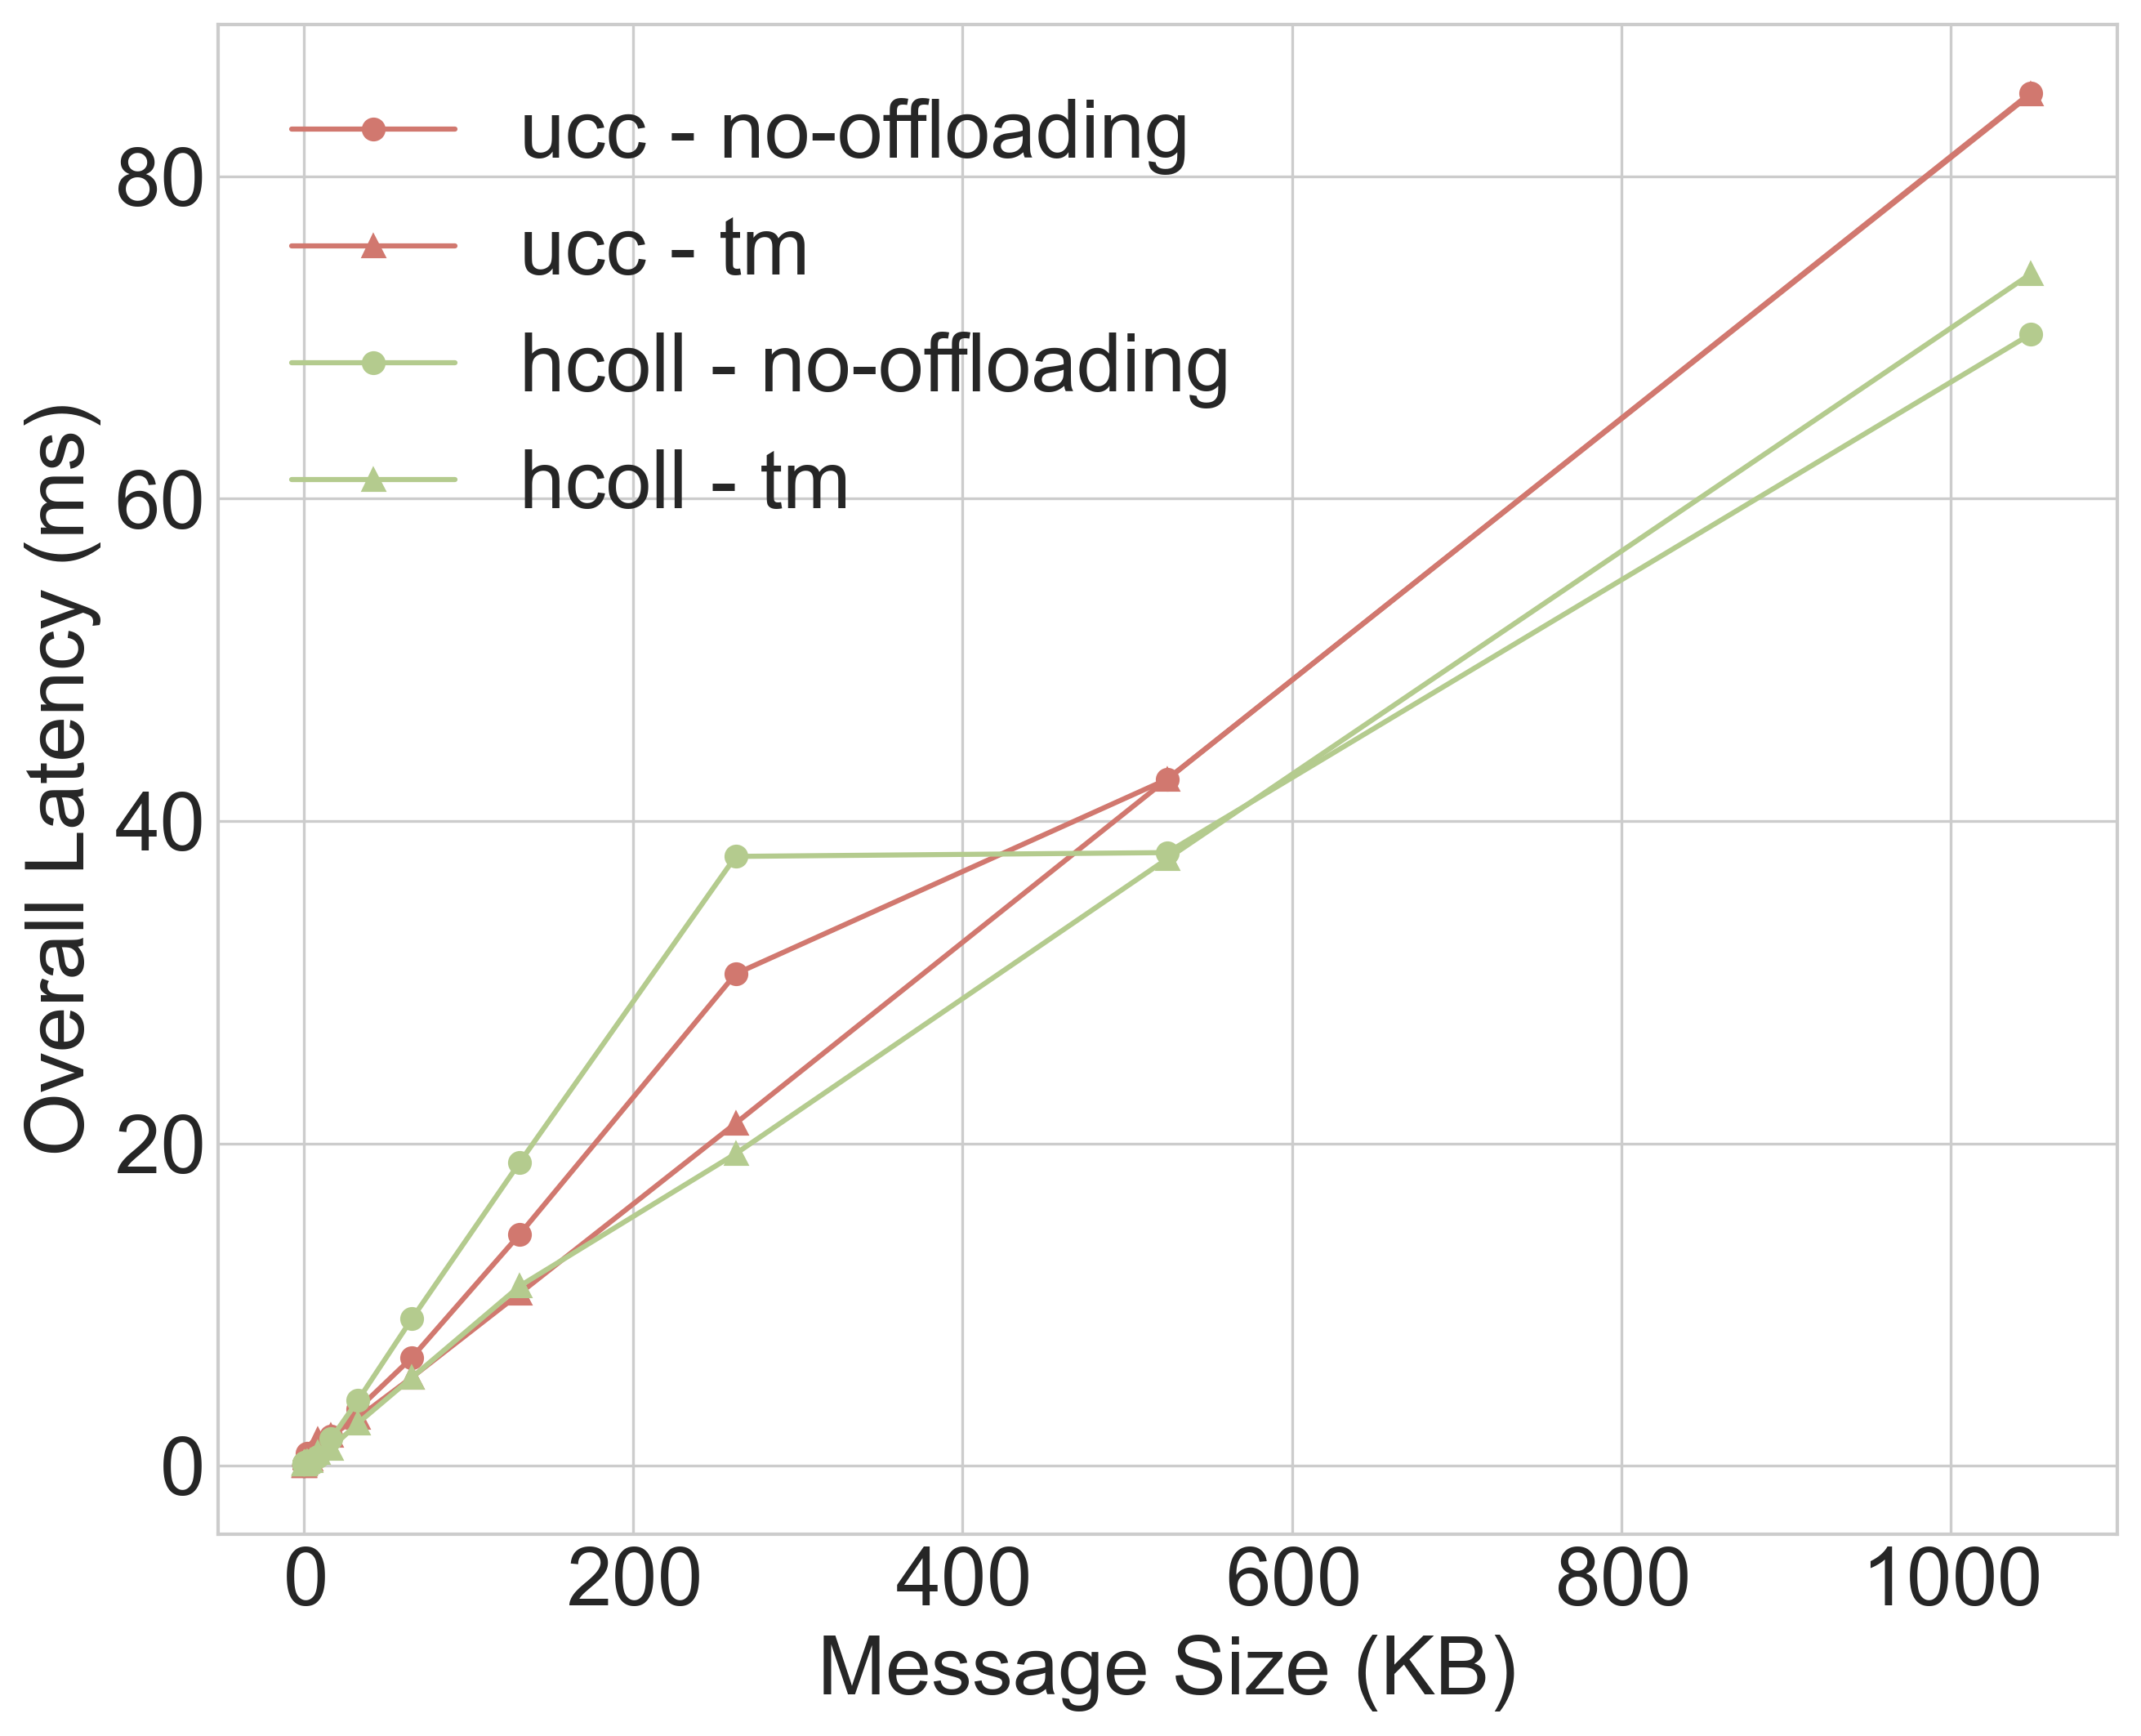 ucc - no-offloading
ucc - tm
hcoll - no-offloading
hcoll - tm
Overall Latency (ms)
80
60
40
20
0
0 200 400 600 800 1000
Message Size (KB)